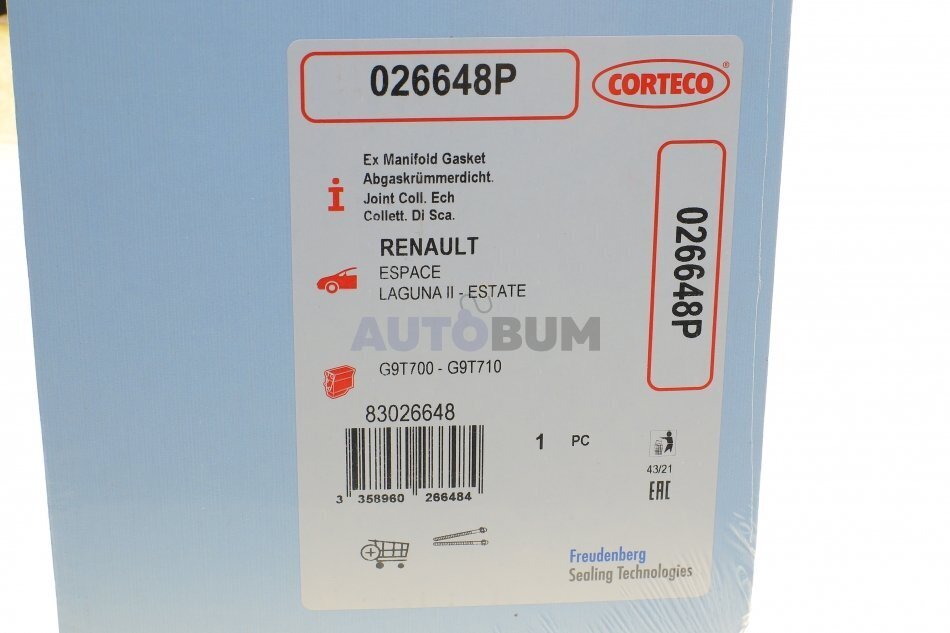 026648P
CORTECO®
Ex Manifold Gasket
Abgaskrümmerdicht.
Joint Coll. Ech
Collett. Di Sca.
RENAULT
ESPACE
LAGUNA II - ESTATE
AUTOBUM
G9T700 - G9T710
026648P
83026648
3 358960 266484
1 PC
43/21
EAC
Freudenberg
Sealing Technologies